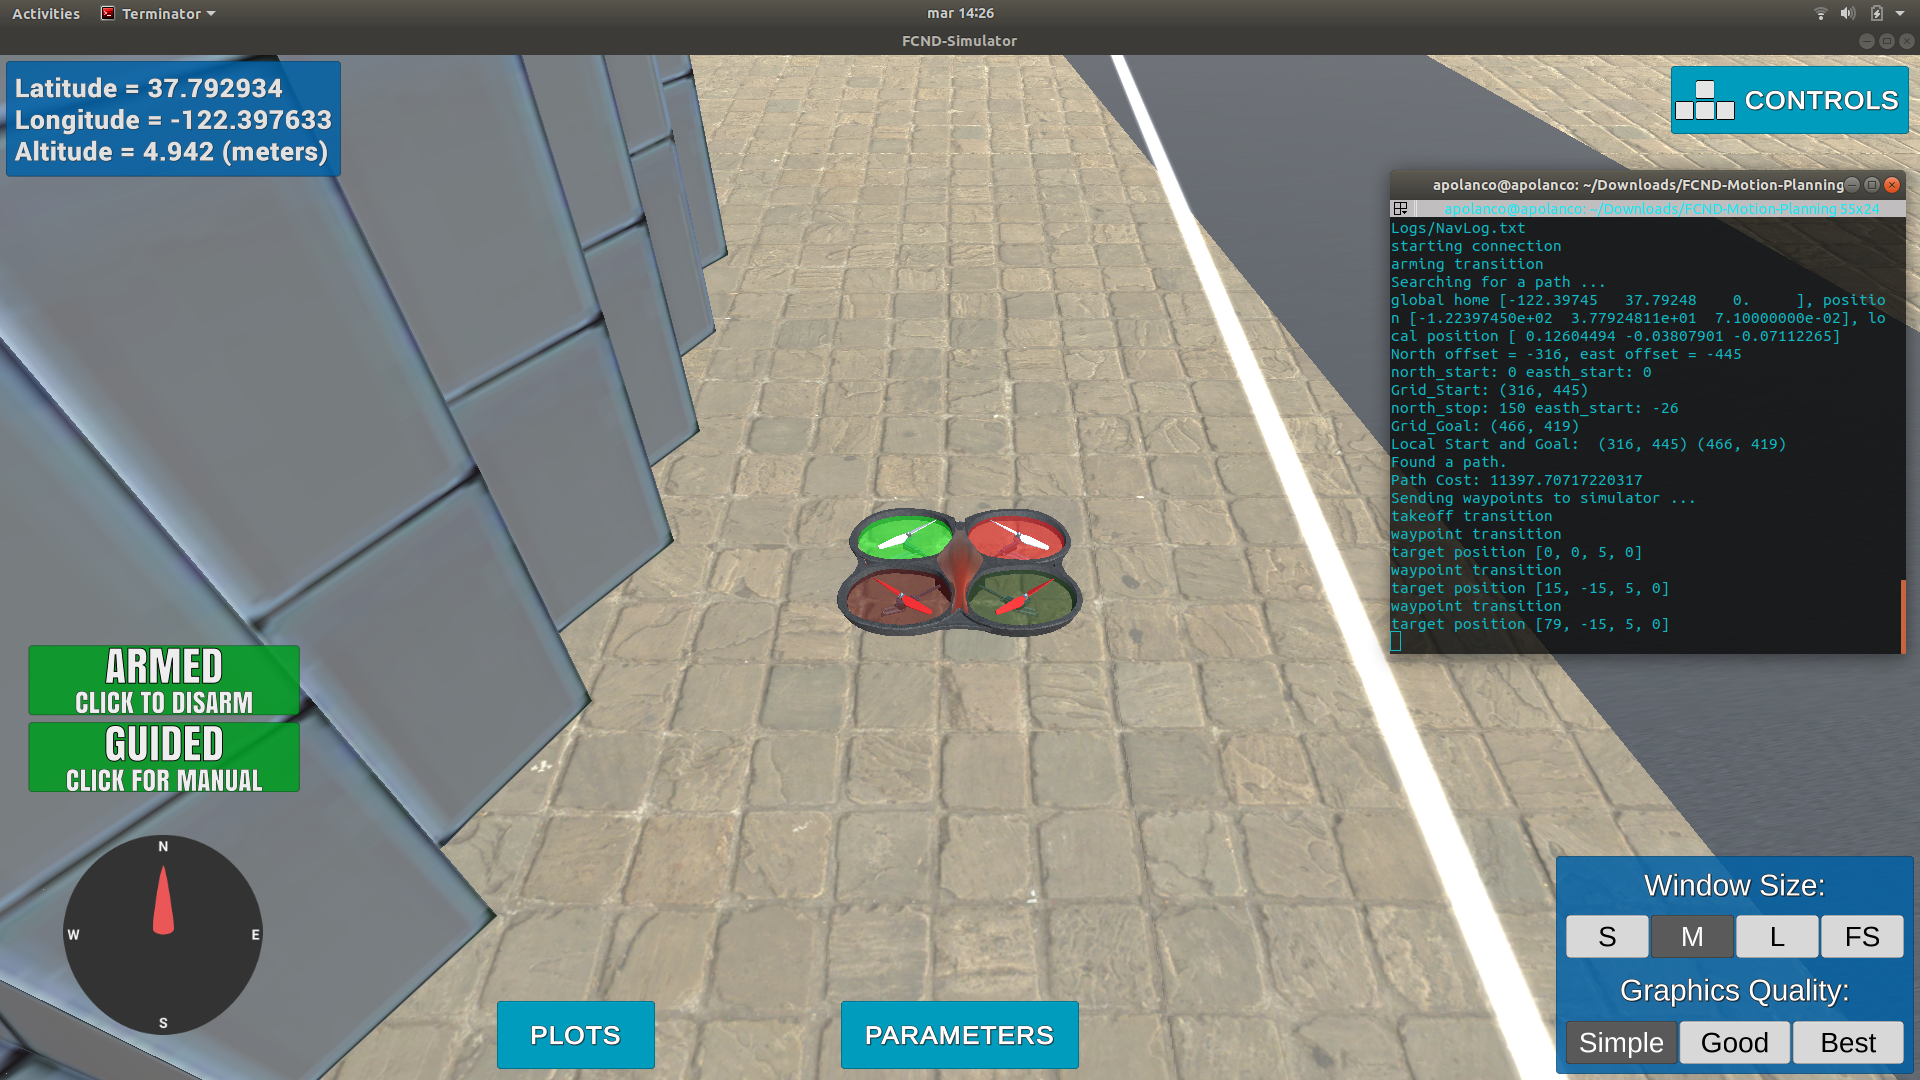 Activities
Terminator
mar 14:26
FCND-Simulator
Latitude = 37.792934
Longitude = -122.397633
Altitude = 4.942 (meters)
CONTROLS
apolanco@apolanco: ~/Downloads/FCND-Motion-Planning
apolanco@apolanco: ~/Downloads/FCND-Motion-Planning 55x24
Logs/NavLog.txt
starting connection
arming transition
Searching for a path ...
global home [-122.39745   37.79248    0.      ], positio
n [-1.22397450e+02  3.77924811e+01  7.10000000e-02], lo
cal position [ 0.12604494 -0.03807901 -0.07112265]
North offset = -316, east offset = -445
north_start: 0 easth_start: 0
Grid_Start: (316, 445)
north_stop: 150 easth_start: -26
Grid_Goal: (466, 419)
Local Start and Goal:  (316, 445) (466, 419)
Found a path.
Path Cost: 11397.70717220317
Sending waypoints to simulator ...
takeoff transition
waypoint transition
target position [0, 0, 5, 0]
waypoint transition
target position [15, -15, 5, 0]
waypoint transition
target position [79, -15, 5, 0]
ARMED
CLICK TO DISARM
GUIDED
CLICK FOR MANUAL
N
W
E
S
PLOTS
PARAMETERS
Window Size:
S
M
L
FS
Graphics Quality:
Simple
Good
Best